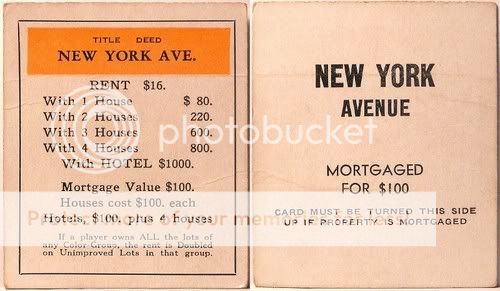 TITLE DEED
NEW YORK AVE.
RENT $16.
With 1 House $ 80.
With 2 Houses 220.
With 3 Houses 600.
With 4 Houses 800.
With HOTEL $1000.
Mortgage Value $100.
Houses cost $100. each
Hotels, $100. plus 4 houses
If a player owns ALL the lots of
any Color-Group, the rent is Doubled
on Unimproved Lots in that group.
NEW YORK
AVENUE
MORTGAGED
FOR $100
CARD MUST BE TURNED THIS SIDE
UP IF PROPERTY IS MORTGAGED
photobucket